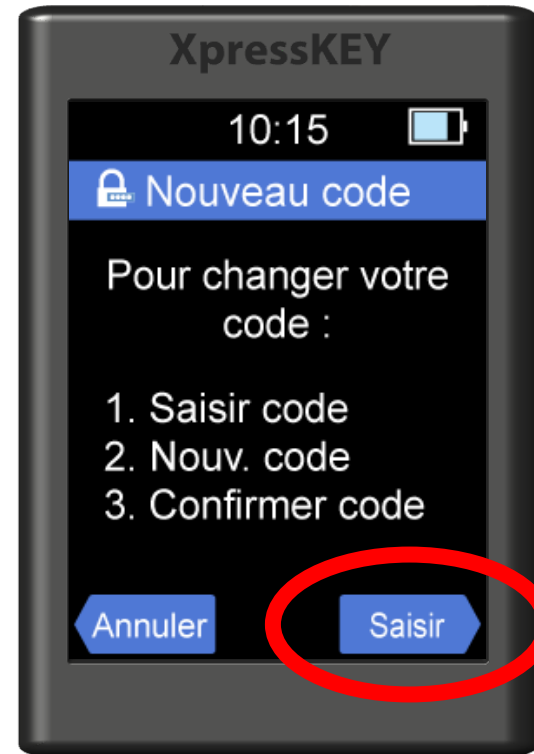 XpressKEY
10:15
Nouveau code
Pour changer votre
code :
1. Saisir code
2. Nouv. code
3. Confirmer code
Annuler
Saisir